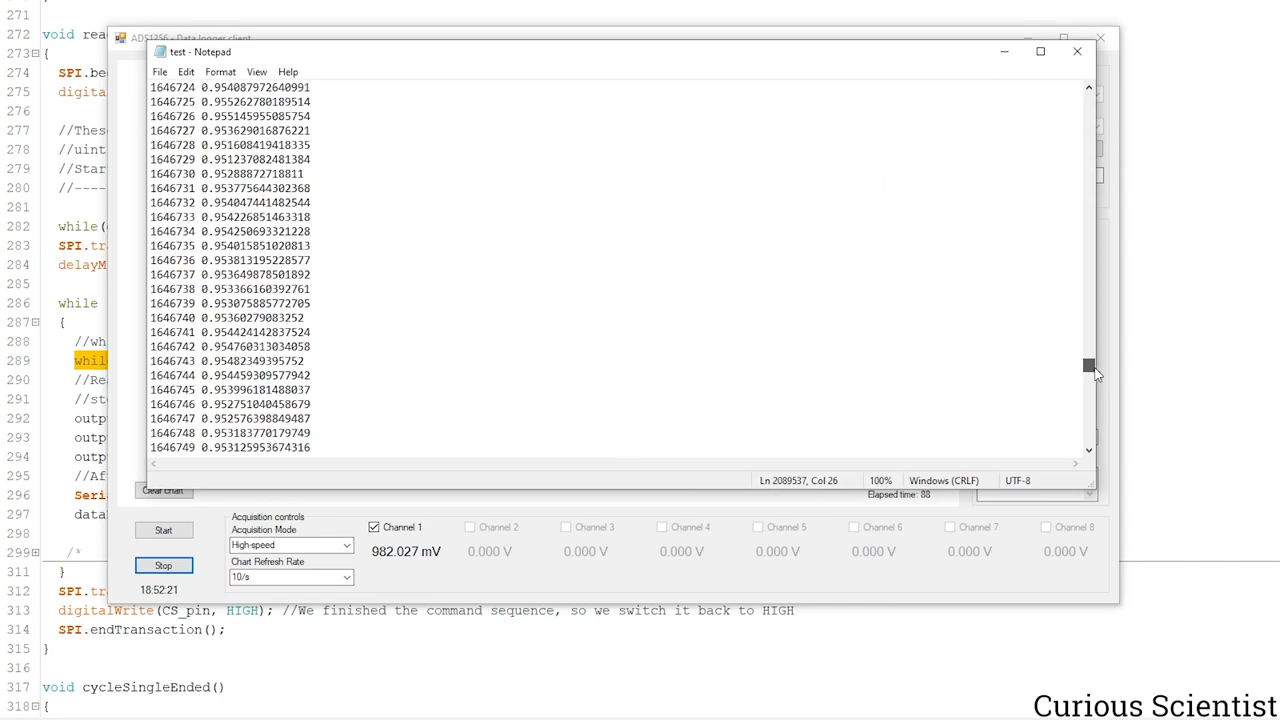 271
272 void rea
273 {
274 SPI.be
275 digita
276
277 //These
278 //uint
279 //Star
280 //----
281
282 while(
283 SPI.tr
284 delayM
285
286 while
287 {
288 //wh
289 whil
290 //Re
291 //st
292 outp
293 outp
294 outp
295 //Af
296 Seri
297 data
298
299 /*
311 }
312 SPI.tr
313 digitalWrite(CS_pin, HIGH); //We finished the command sequence, so we switch it back to HIGH
314 SPI.endTransaction();
315 }
316
317 void cycleSingleEnded()
318 {
ADS1256 - Data logger client
test - Notepad
File Edit Format View Help
1646724 0.954087972640991
1646725 0.955262780189514
1646726 0.955145955085754
1646727 0.953629016876221
1646728 0.951608419418335
1646729 0.951237082481384
1646730 0.95288872718811
1646731 0.953775644302368
1646732 0.954047441482544
1646733 0.954226851463318
1646734 0.954250693321228
1646735 0.954015851020813
1646736 0.953813195228577
1646737 0.953649878501892
1646738 0.953366160392761
1646739 0.953075885772705
1646740 0.95360279083252
1646741 0.954424142837524
1646742 0.954760313034058
1646743 0.95482349395752
1646744 0.954459309577942
1646745 0.953996181488037
1646746 0.952751040458679
1646747 0.952576398849487
1646748 0.953183770179749
1646749 0.953125953674316
Ln 2089537, Col 26 100% Windows (CRLF) UTF-8
Clear chart
Elapsed time: 88
Start
Stop
18:52:21
Acquisition controls
Acquisition Mode
High-speed
Chart Refresh Rate
10/s
Channel 1 Channel 2 Channel 3 Channel 4 Channel 5 Channel 6 Channel 7 Channel 8
982.027 mV 0.000 V 0.000 V 0.000 V 0.000 V 0.000 V 0.000 V 0.000 V
Curious Scientist